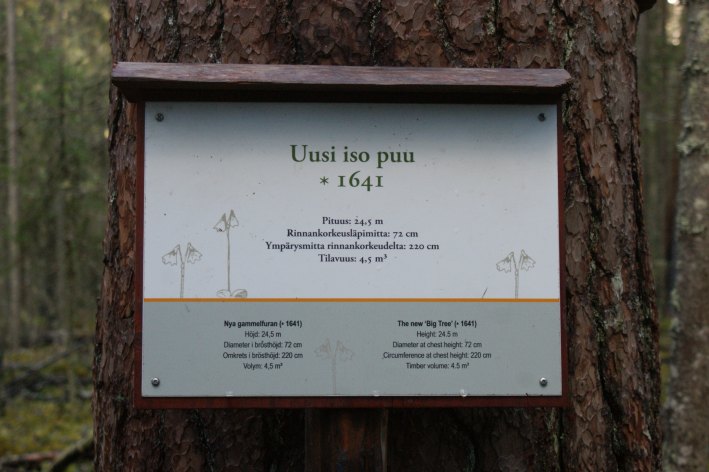 Uusi iso puu
* 1641
Pituus: 24,5 m
Rinnankorkeusläpimitta: 72 cm
Ympärysmitta rinnankorkeudelta: 220 cm
Tilavuus: 4,5 m³
Nya gammelfuran (* 1641)
Höjd: 24,5 m
Diameter i brösthöjd: 72 cm
Omkrets i brösthöjd: 220 cm
Volym: 4,5 m³
The new 'Big Tree' (* 1641)
Height: 24.5 m
Diameter at chest height: 72 cm
Circumference at chest height: 220 cm
Timber volume: 4.5 m³